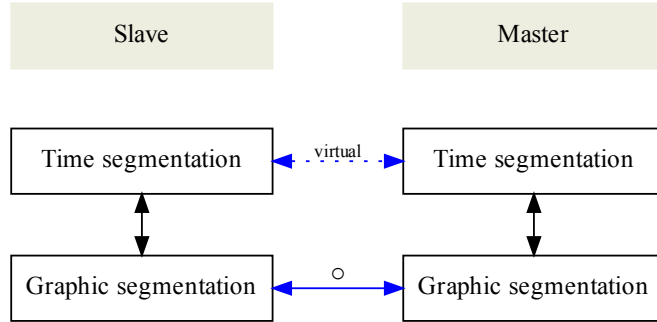 Slave
Master
Time segmentation
virtual
Time segmentation
Graphic segmentation
○
Graphic segmentation